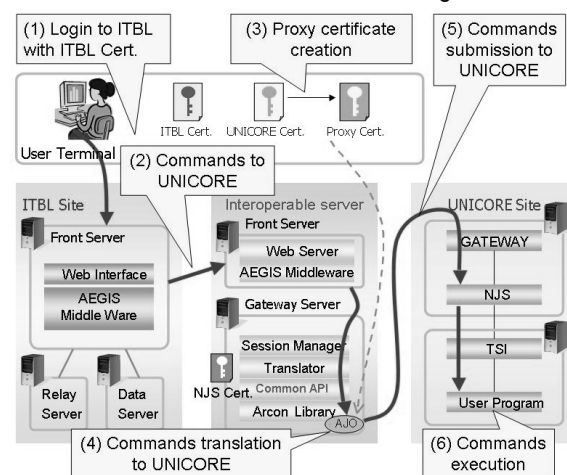 (1) Login to ITBL
with ITBL Cert.
(3) Proxy certificate
creation
(5) Commands
submission to
UNICORE
ITBL Cert.
UNICORE Cert.
Proxy Cert.
User Terminal
(2) Commands to
UNICORE
ITBL Site
Front Server
Web Interface
AEGIS
Middle Ware
Relay
Server
Data
Server
Interoperable server
Front Server
Web Server
AEGIS Middleware
Gateway Server
Session Manager
Translator
Common API
Arcon Library
NJS Cert.
AJO
UNICORE Site
GATEWAY
NJS
TSI
User Program
(4) Commands translation
to UNICORE
(6) Commands
execution